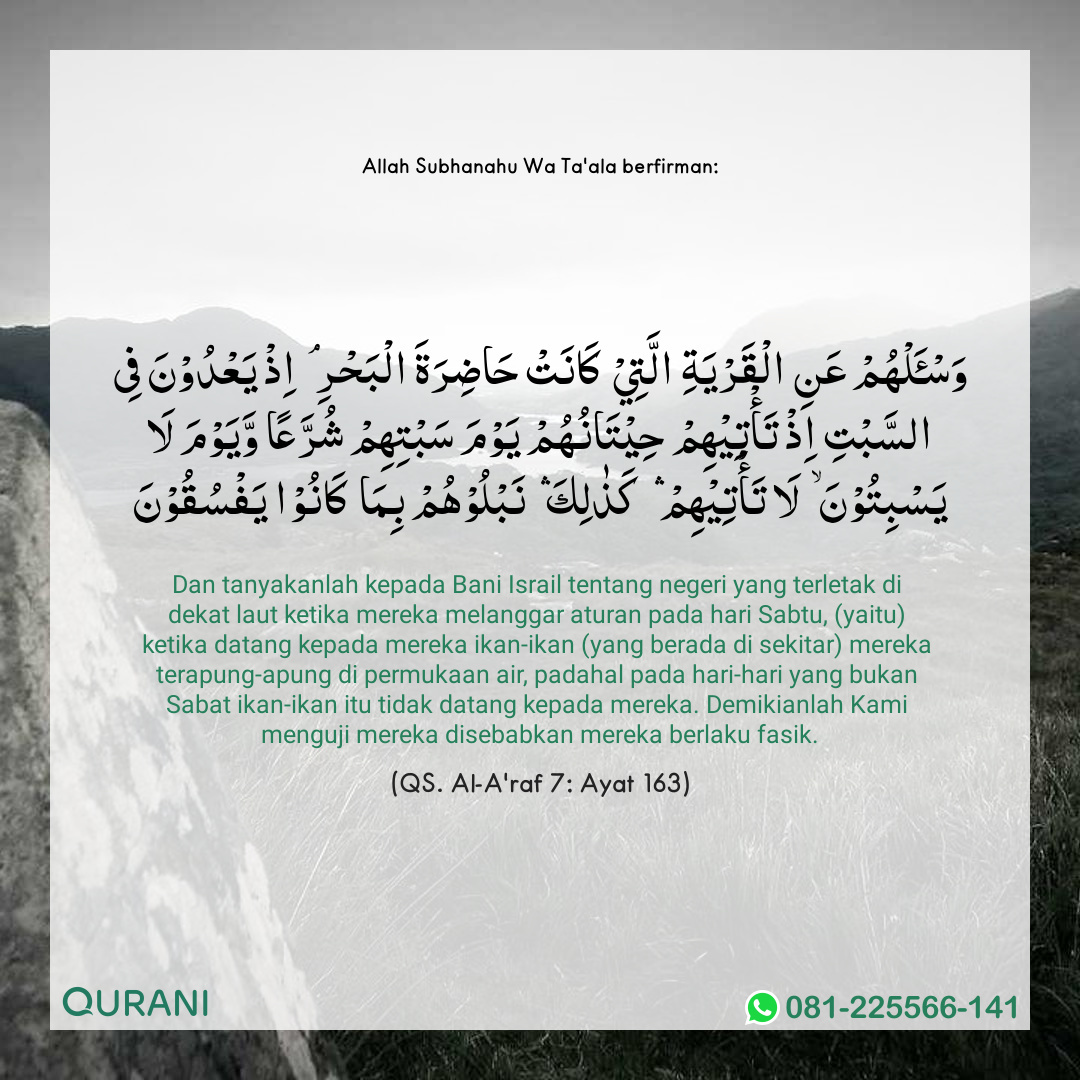 Allah Subhanahu Wa Ta'ala berfirman:
وَسْـَٔلْهُمْ عَنِ الْقَرْيَةِ الَّتِيْ كَانَتْ حَاضِرَةَ الْبَحْرِۘ اِذْ يَعْدُوْنَ فِى
السَّبْتِ اِذْ تَأْتِيْهِمْ حِيْتَانُهُمْ يَوْمَ سَبْتِهِمْ شُرَّعًا وَّيَوْمَ لَا
يَسْبِتُوْنَۙ لَا تَأْتِيْهِمْۛ كَذٰلِكَۛ نَبْلُوْهُمْ بِمَا كَانُوْا يَفْسُقُوْنَ
Dan tanyakanlah kepada Bani Israil tentang negeri yang terletak di
dekat laut ketika mereka melanggar aturan pada hari Sabtu, (yaitu)
ketika datang kepada mereka ikan-ikan (yang berada di sekitar) mereka
terapung-apung di permukaan air, padahal pada hari-hari yang bukan
Sabat ikan-ikan itu tidak datang kepada mereka. Demikianlah Kami
menguji mereka disebabkan mereka berlaku fasik.
(QS. Al-A'raf 7: Ayat 163)
QURANI
081-225566-141